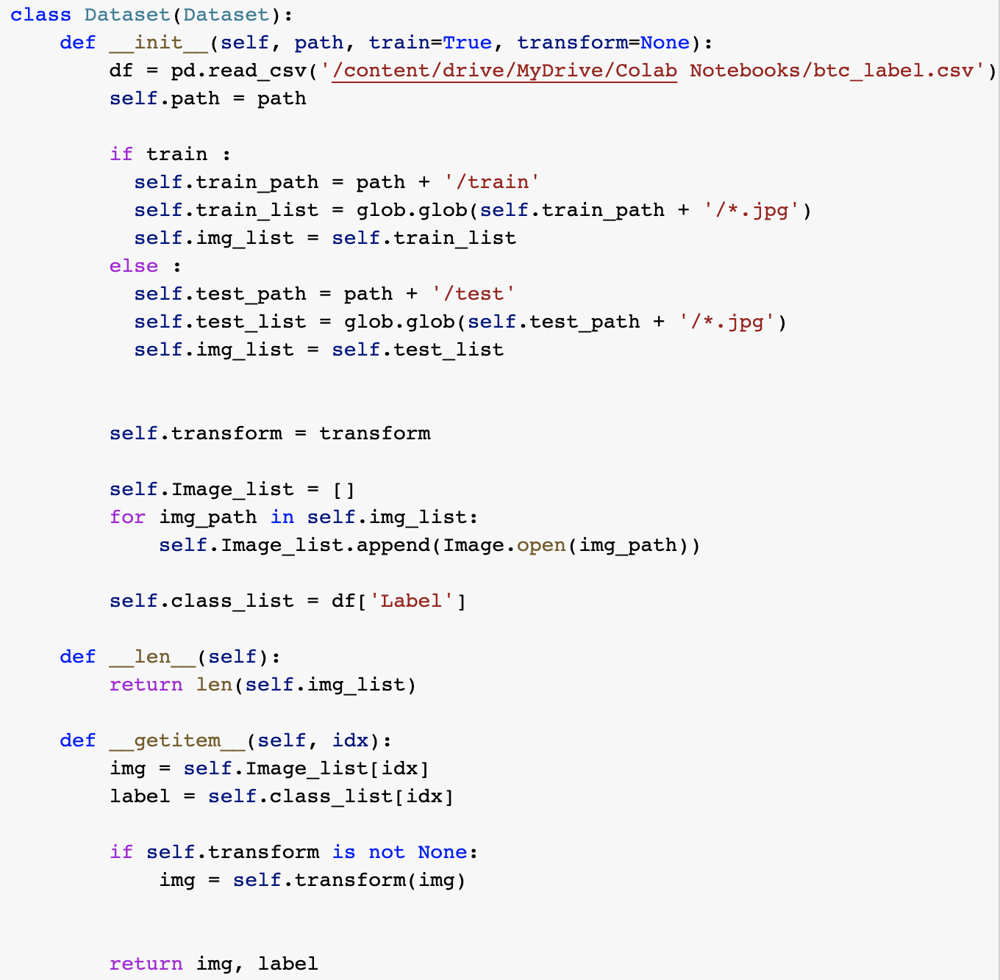 class Dataset(Dataset):
    def __init__(self, path, train=True, transform=None):
        df = pd.read_csv('/content/drive/MyDrive/Colab Notebooks/btc_label.csv')
        self.path = path
        if train :
          self.train_path = path + '/train'
          self.train_list = glob.glob(self.train_path + '/*.jpg')
          self.img_list = self.train_list
        else :
          self.test_path = path + '/test'
          self.test_list = glob.glob(self.test_path + '/*.jpg')
          self.img_list = self.test_list
        self.transform = transform
        self.Image_list = []
        for img_path in self.img_list:
            self.Image_list.append(Image.open(img_path))
        self.class_list = df['Label']
    def __len__(self):
        return len(self.img_list)
    def __getitem__(self, idx):
        img = self.Image_list[idx]
        label = self.class_list[idx]
        if self.transform is not None:
            img = self.transform(img)
        return img, label